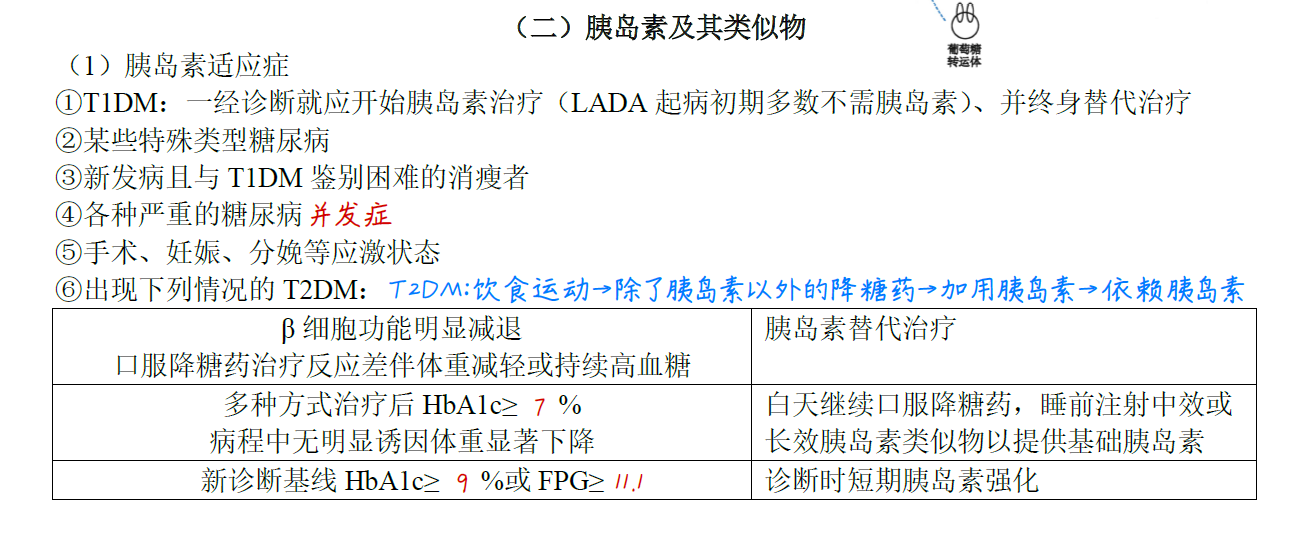 （二）胰岛素及其类似物
葡萄糖
转运体
（1）胰岛素适应症
①T1DM：一经诊断就应开始胰岛素治疗（LADA 起病初期多数不需胰岛素）、并终身替代治疗
②某些特殊类型糖尿病
③新发病且与 T1DM 鉴别困难的消瘦者
④各种严重的糖尿病 并发症
⑤手术、妊娠、分娩等应激状态
⑥出现下列情况的 T2DM： T2DM:饮食运动→除了胰岛素以外的降糖药→加用胰岛素→依赖胰岛素
β 细胞功能明显减退
口服降糖药治疗反应差伴体重减轻或持续高血糖
胰岛素替代治疗
多种方式治疗后 HbA1c≥ 7 %
病程中无明显诱因体重显著下降
白天继续口服降糖药，睡前注射中效或
长效胰岛素类似物以提供基础胰岛素
新诊断基线 HbA1c≥ 9 %或 FPG≥ 11.1
诊断时短期胰岛素强化